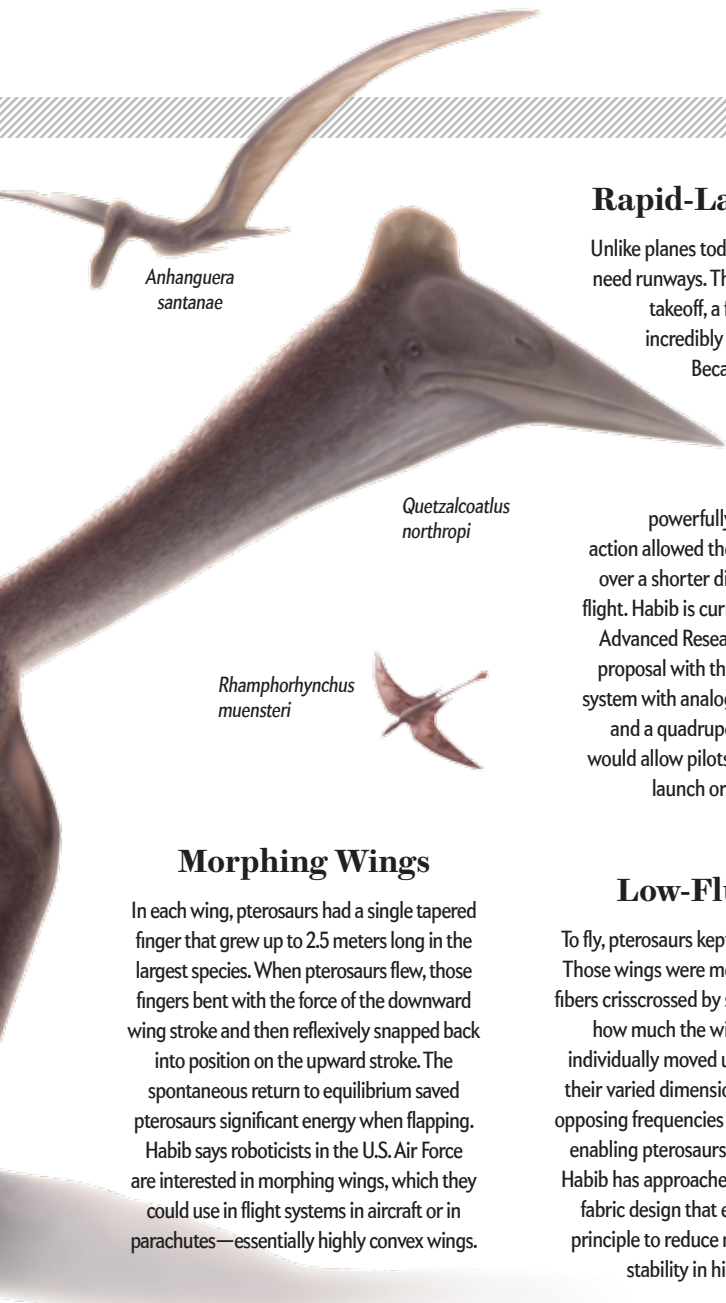 Anhanguera
santanae
Quetzalcoatlus
northropi
Rhamphorhynchus
muensteri
Morphing Wings
In each wing, pterosaurs had a single tapered
finger that grew up to 2.5 meters long in the
largest species. When pterosaurs flew, those
fingers bent with the force of the downward
wing stroke and then reflexively snapped back
into position on the upward stroke. The
spontaneous return to equilibrium saved
pterosaurs significant energy when flapping.
Habib says roboticists in the U.S. Air Force
are interested in morphing wings, which they
could use in flight systems in aircraft or in
parachutes—essentially highly convex wings.
Rapid-La
Unlike planes tod
need runways. Th
takeoff, a f
incredibly
Beca
powerfully
action allowed the
over a shorter di
flight. Habib is cur
Advanced Resea
proposal with th
system with analog
and a quadrupe
would allow pilots
launch or
Low-Fl
To fly, pterosaurs kep
Those wings were mo
fibers crisscrossed by s
how much the wi
individually moved u
their varied dimensio
opposing frequencies
enabling pterosaurs
Habib has approache
fabric design that e
principle to reduce r
stability in hi